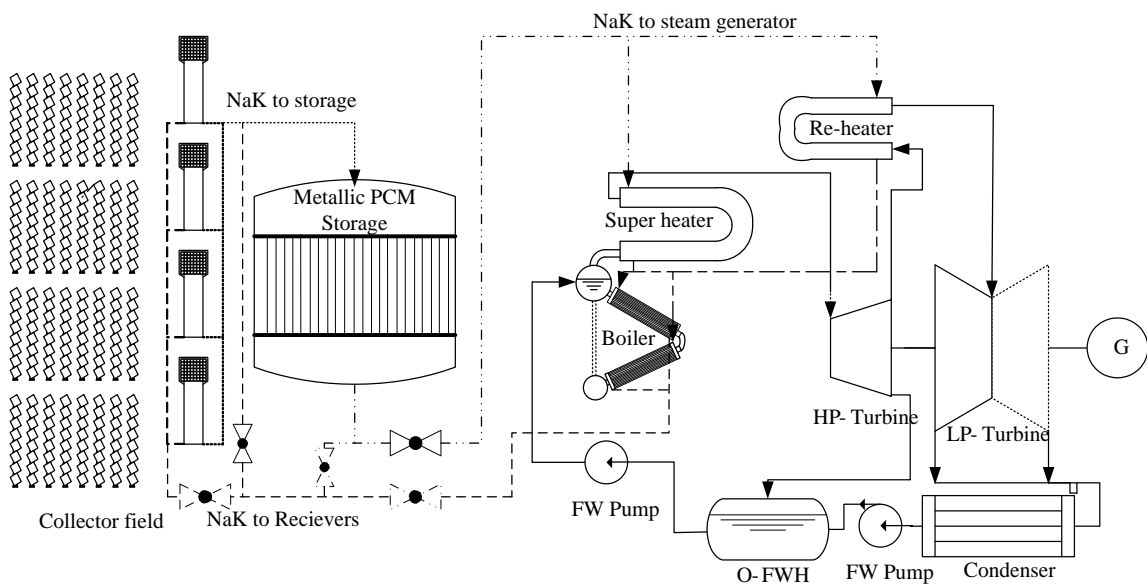 NaK to steam generator
NaK to storage
Re-heater
Metallic PCM
Storage
Super heater
Boiler
G
HP- Turbine
LP- Turbine
FW Pump
Collector field
NaK to Recievers
O- FWH
FW Pump
Condenser